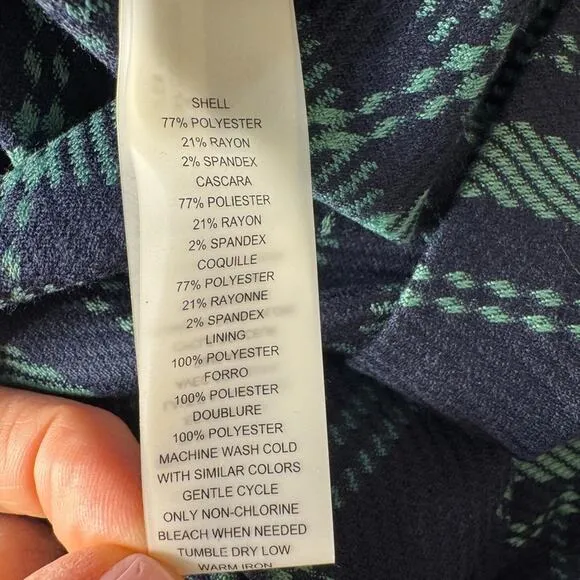 SHELL
77% POLYESTER
21% RAYON
2% SPANDEX
CASCARA
77% POLIESTER
21% RAYON
2% SPANDEX
COQUILLE
77% POLYESTER
21% RAYONNE
2% SPANDEX
LINING
100% POLYESTER
FORRO
100% POLIESTER
DOUBLURE
100% POLYESTER
MACHINE WASH COLD
WITH SIMILAR COLORS
GENTLE CYCLE
ONLY NON-CHLORINE
BLEACH WHEN NEEDED
TUMBLE DRY LOW
WARM IRON